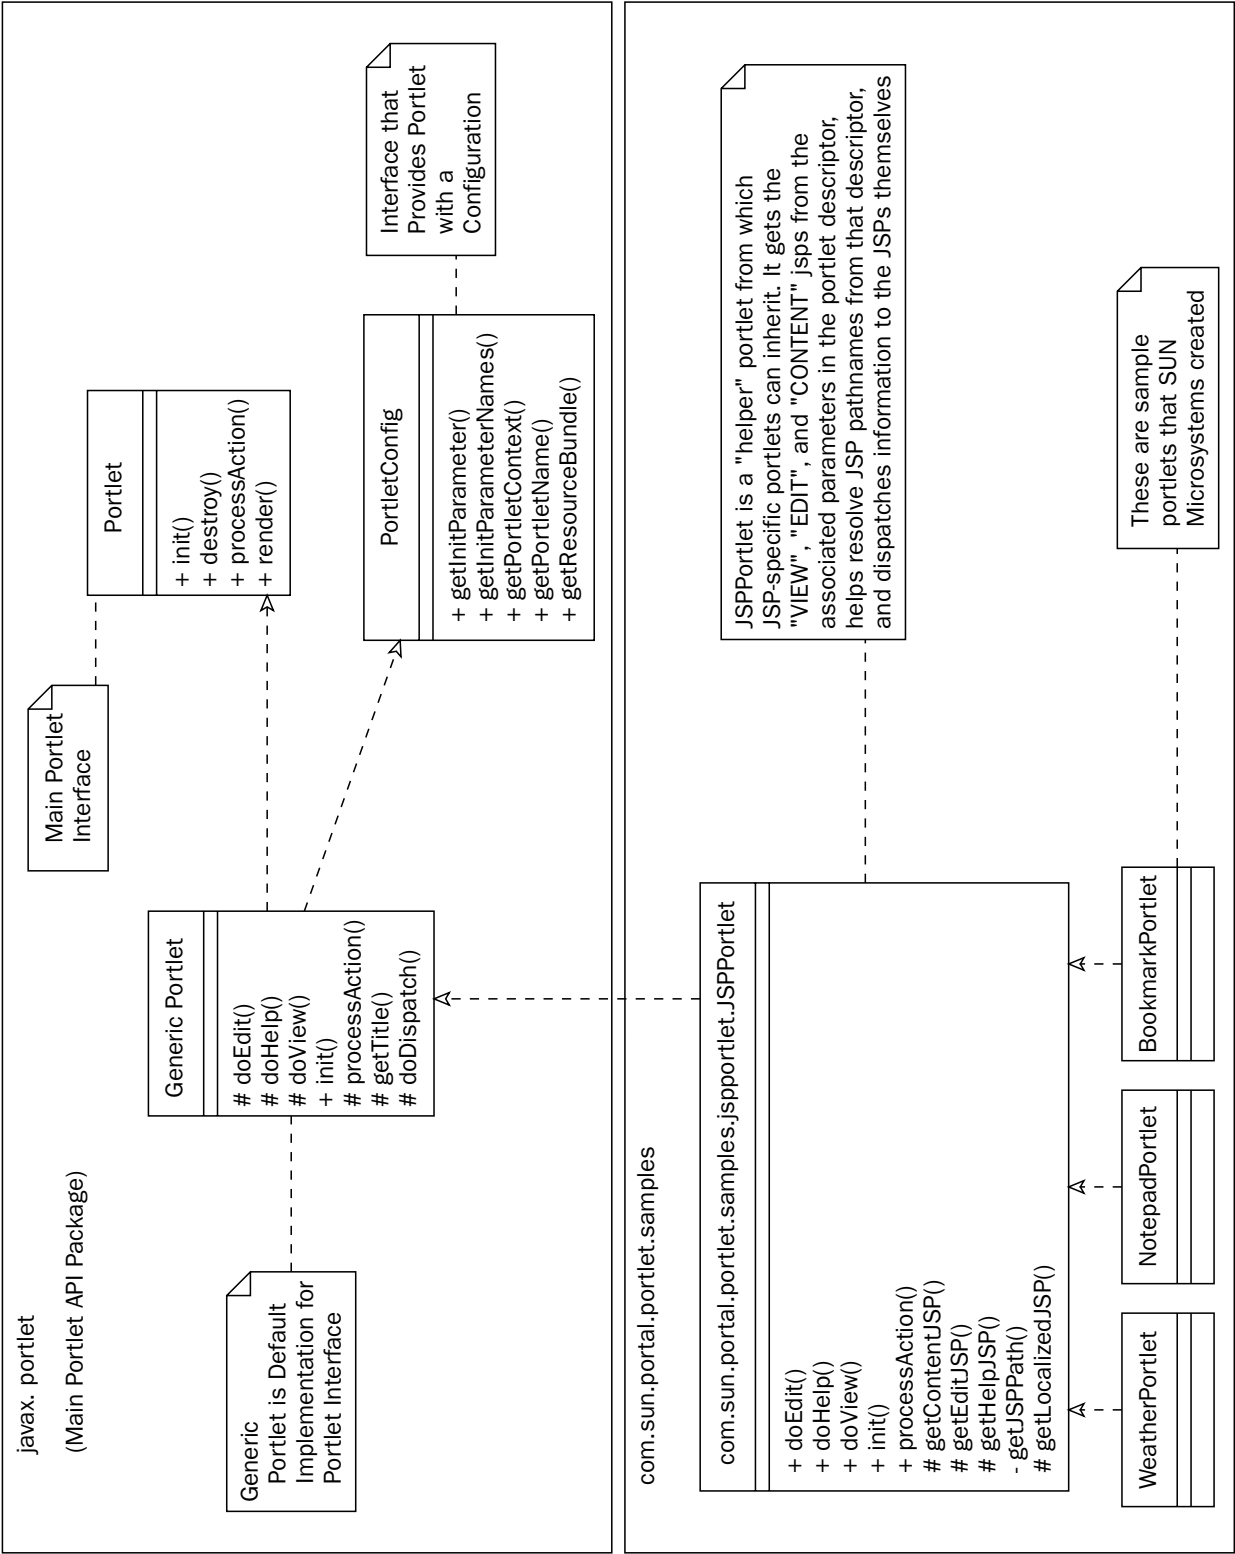 javax. portlet
(Main Portlet API Package)
Main Portlet
Interface
Portlet
+ init()
+ destroy()
+ processAction()
+ render()
Generic
Portlet is Default
Implementation for
Portlet Interface
Generic Portlet
# doEdit()
# doHelp()
# doView()
+ init()
# processAction()
# getTitle()
# doDispatch()
PortletConfig
+ getInitParameter()
+ getInitParameterNames()
+ getPortletContext()
+ getPortletName()
+ getResourceBundle()
Interface that
Provides Portlet
with a
Configuration
com.sun.portal.portlet.samples
com.sun.portal.portlet.samples.jspportlet.JSPPortlet
+ doEdit()
+ doHelp()
+ doView()
+ init()
+ processAction()
# getContentJSP()
# getEditJSP()
# getHelpJSP()
- getJSPPath()
# getLocalizedJSP()
JSPPortlet is a "helper" portlet from which
JSP-specific portlets can inherit. It gets the
"VIEW", "EDIT", and "CONTENT" jsps from the
associated parameters in the portlet descriptor,
helps resolve JSP pathnames from that descriptor,
and dispatches information to the JSPs themselves
WeatherPortlet
NotepadPortlet
BookmarkPortlet
These are sample
portlets that SUN
Microsystems created